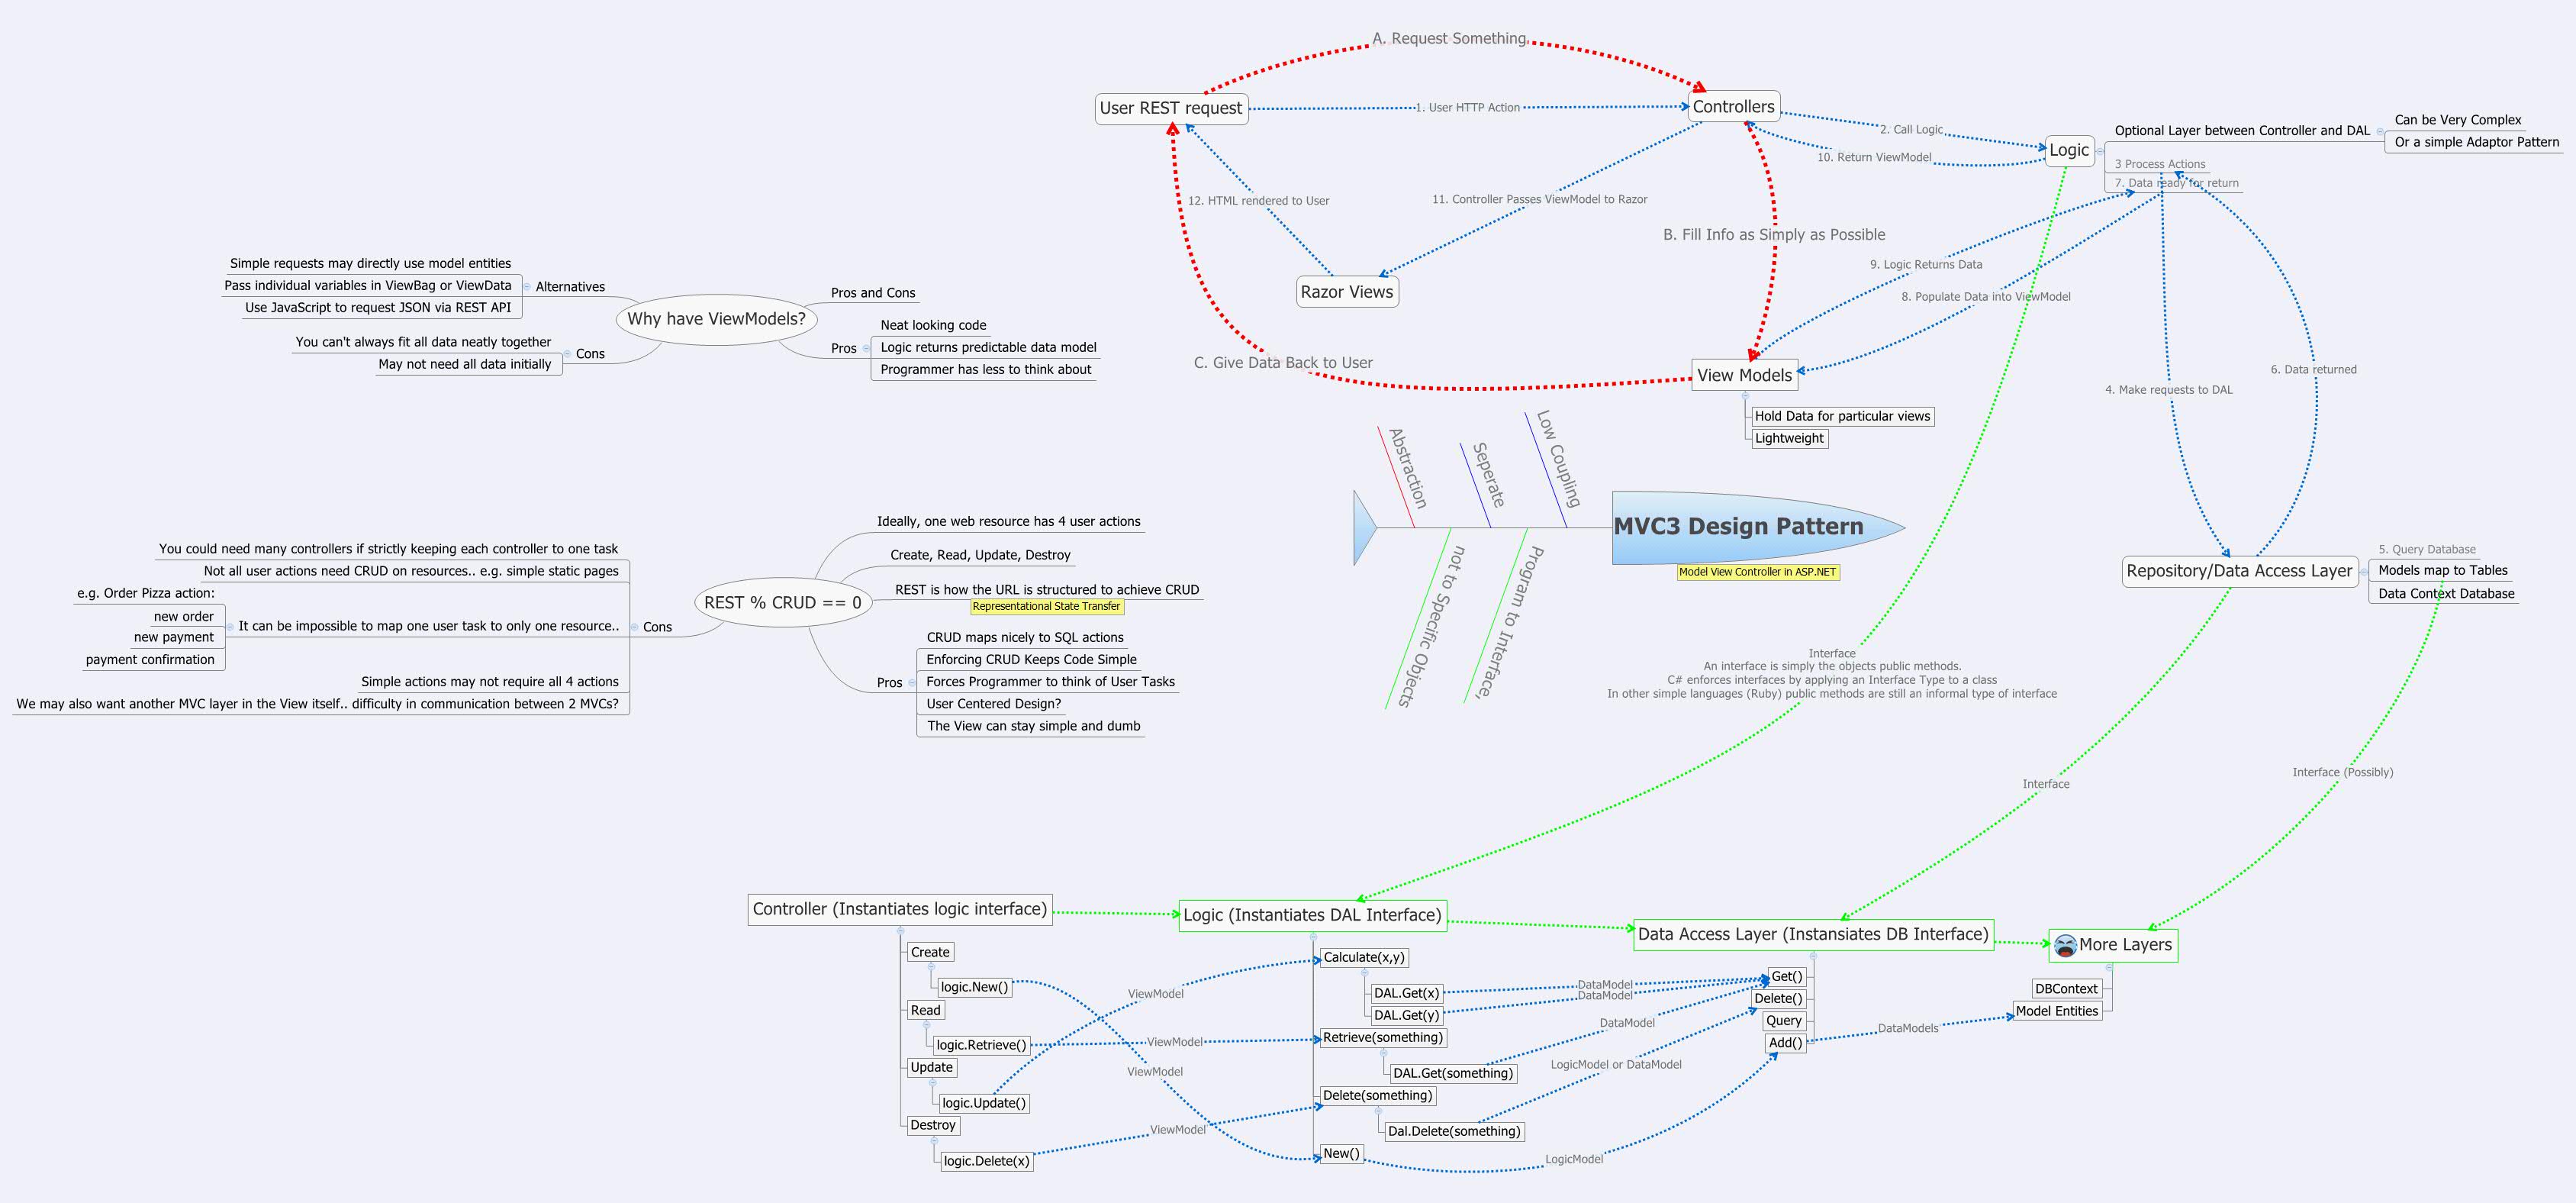 A. Request Something
User REST request
1. User HTTP Action
Controllers
2. Call Logic
10. Return ViewModel
Logic
Optional Layer between Controller and DAL
Can be Very Complex
Or a simple Adaptor Pattern
3 Process Actions
7. Data ready for return
12. HTML rendered to User
11. Controller Passes ViewModel to Razor
B. Fill Info as Simply as Possible
9. Logic Returns Data
8. Populate Data into ViewModel
Razor Views
C. Give Data Back to User
View Models
Hold Data for particular views
Lightweight
4. Make requests to DAL
6. Data returned
Simple requests may directly use model entities
Pass individual variables in ViewBag or ViewData
Use JavaScript to request JSON via REST API
Alternatives
You can't always fit all data neatly together
May not need all data initially
Cons
Why have ViewModels?
Pros and Cons
Pros
Neat looking code
Logic returns predictable data model
Programmer has less to think about
Abstraction
Seperate
Low Coupling
MVC3 Design Pattern
Model View Controller in ASP.NET
not to Specific Objects
Program to Interface,
Repository/Data Access Layer
5. Query Database
Models map to Tables
Data Context Database
You could need many controllers if strictly keeping each controller to one task
Not all user actions need CRUD on resources.. e.g. simple static pages
e.g. Order Pizza action:
new order
new payment
payment confirmation
It can be impossible to map one user task to only one resource..
Cons
Simple actions may not require all 4 actions
We may also want another MVC layer in the View itself.. difficulty in communication between 2 MVCs?
REST % CRUD == 0
Ideally, one web resource has 4 user actions
Create, Read, Update, Destroy
REST is how the URL is structured to achieve CRUD
Representational State Transfer
Pros
CRUD maps nicely to SQL actions
Enforcing CRUD Keeps Code Simple
Forces Programmer to think of User Tasks
User Centered Design?
The View can stay simple and dumb
Interface
An interface is simply the objects public methods.
C# enforces interfaces by applying an Interface Type to a class
In other simple languages (Ruby) public methods are still an informal type of interface
Interface
Interface (Possibly)
Controller (Instantiates logic interface)
Create
logic.New()
Read
logic.Retrieve()
Update
logic.Update()
Destroy
logic.Delete(x)
ViewModel
ViewModel
ViewModel
ViewModel
Logic (Instantiates DAL Interface)
Calculate(x,y)
DAL.Get(x)
DAL.Get(y)
Retrieve(something)
DAL.Get(something)
Delete(something)
Dal.Delete(something)
New()
DataModel
DataModel
DataModel
LogicModel or DataModel
LogicModel
Data Access Layer (Instansiates DB Interface)
Get()
Delete()
Query
Add()
DataModels
More Layers
DBContext
Model Entities